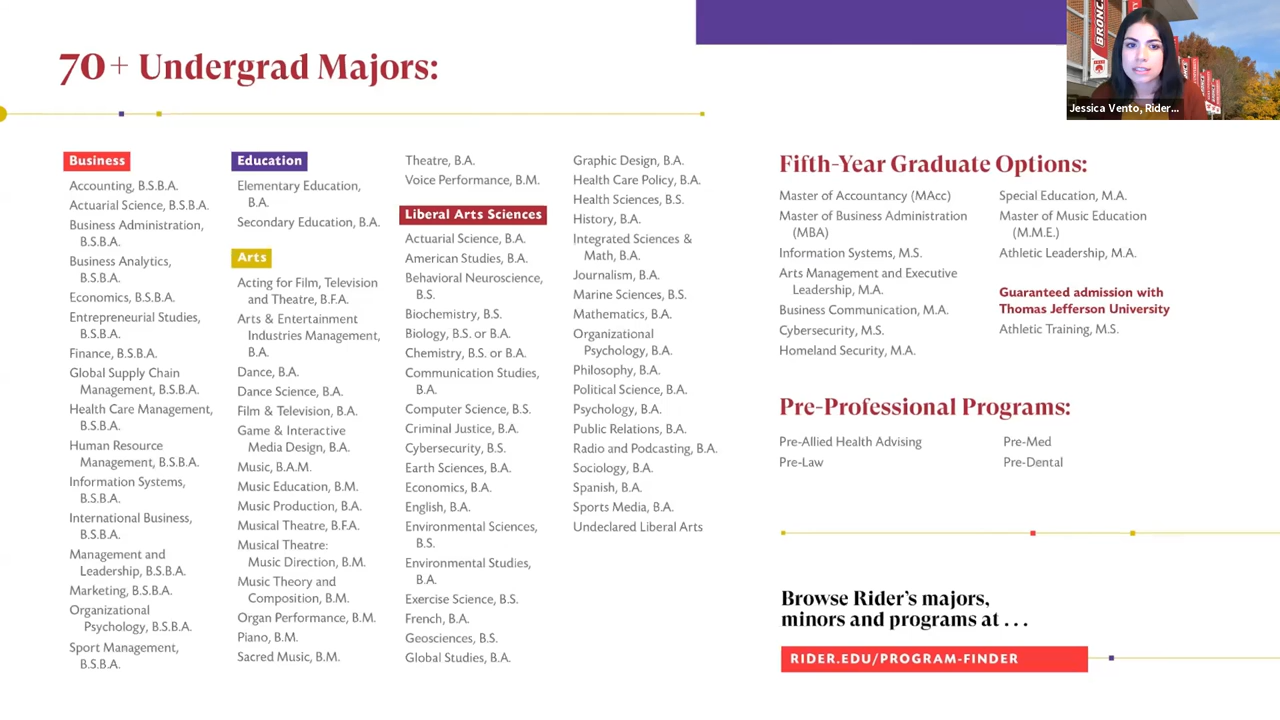 70+ Undergrad Majors:
Business
Accounting, B.S.B.A.
Actuarial Science, B.S.B.A.
Business Administration,
B.S.B.A.
Business Analytics,
B.S.B.A.
Economics, B.S.B.A.
Entrepreneurial Studies,
B.S.B.A.
Finance, B.S.B.A.
Global Supply Chain
Management, B.S.B.A.
Health Care Management,
B.S.B.A.
Human Resource
Management, B.S.B.A.
Information Systems,
B.S.B.A.
International Business,
B.S.B.A.
Management and
Leadership, B.S.B.A.
Marketing, B.S.B.A.
Organizational
Psychology, B.S.B.A.
Sport Management,
B.S.B.A.
Education
Elementary Education,
B.A.
Secondary Education, B.A.
Arts
Acting for Film, Television
and Theatre, B.F.A.
Arts & Entertainment
Industries Management,
B.A.
Dance, B.A.
Dance Science, B.A.
Film & Television, B.A.
Game & Interactive
Media Design, B.A.
Music, B.A.M.
Music Education, B.M.
Music Production, B.A.
Musical Theatre, B.F.A.
Musical Theatre:
Music Direction, B.M.
Music Theory and
Composition, B.M.
Organ Performance, B.M.
Piano, B.M.
Sacred Music, B.M.
Theatre, B.A.
Voice Performance, B.M.
Liberal Arts Sciences
Actuarial Science, B.A.
American Studies, B.A.
Behavioral Neuroscience,
B.S.
Biochemistry, B.S.
Biology, B.S. or B.A.
Chemistry, B.S. or B.A.
Communication Studies,
B.A.
Computer Science, B.S.
Criminal Justice, B.A.
Cybersecurity, B.S.
Earth Sciences, B.A.
Economics, B.A.
English, B.A.
Environmental Sciences,
B.S.
Environmental Studies,
B.A.
Exercise Science, B.S.
French, B.A.
Geosciences, B.S.
Global Studies, B.A.
Graphic Design, B.A.
Health Care Policy, B.A.
Health Sciences, B.S.
History, B.A.
Integrated Sciences &
Math, B.A.
Journalism, B.A.
Marine Sciences, B.S.
Mathematics, B.A.
Organizational
Psychology, B.A.
Philosophy, B.A.
Political Science, B.A.
Psychology, B.A.
Public Relations, B.A.
Radio and Podcasting, B.A.
Sociology, B.A.
Spanish, B.A.
Sports Media, B.A.
Undeclared Liberal Arts
Fifth-Year Graduate Options:
Master of Accountancy (MAcc)
Master of Business Administration
(MBA)
Information Systems, M.S.
Arts Management and Executive
Leadership, M.A.
Business Communication, M.A.
Cybersecurity, M.S.
Homeland Security, M.A.
Special Education, M.A.
Master of Music Education
(M.M.E.)
Athletic Leadership, M.A.
Guaranteed admission with
Thomas Jefferson University
Athletic Training, M.S.
Pre-Professional Programs:
Pre-Allied Health Advising
Pre-Law
Pre-Med
Pre-Dental
Browse Rider's majors,
minors and programs at . . .
RIDER.EDU/PROGRAM-FINDER
BRONC
Jessica Vento, Rider...